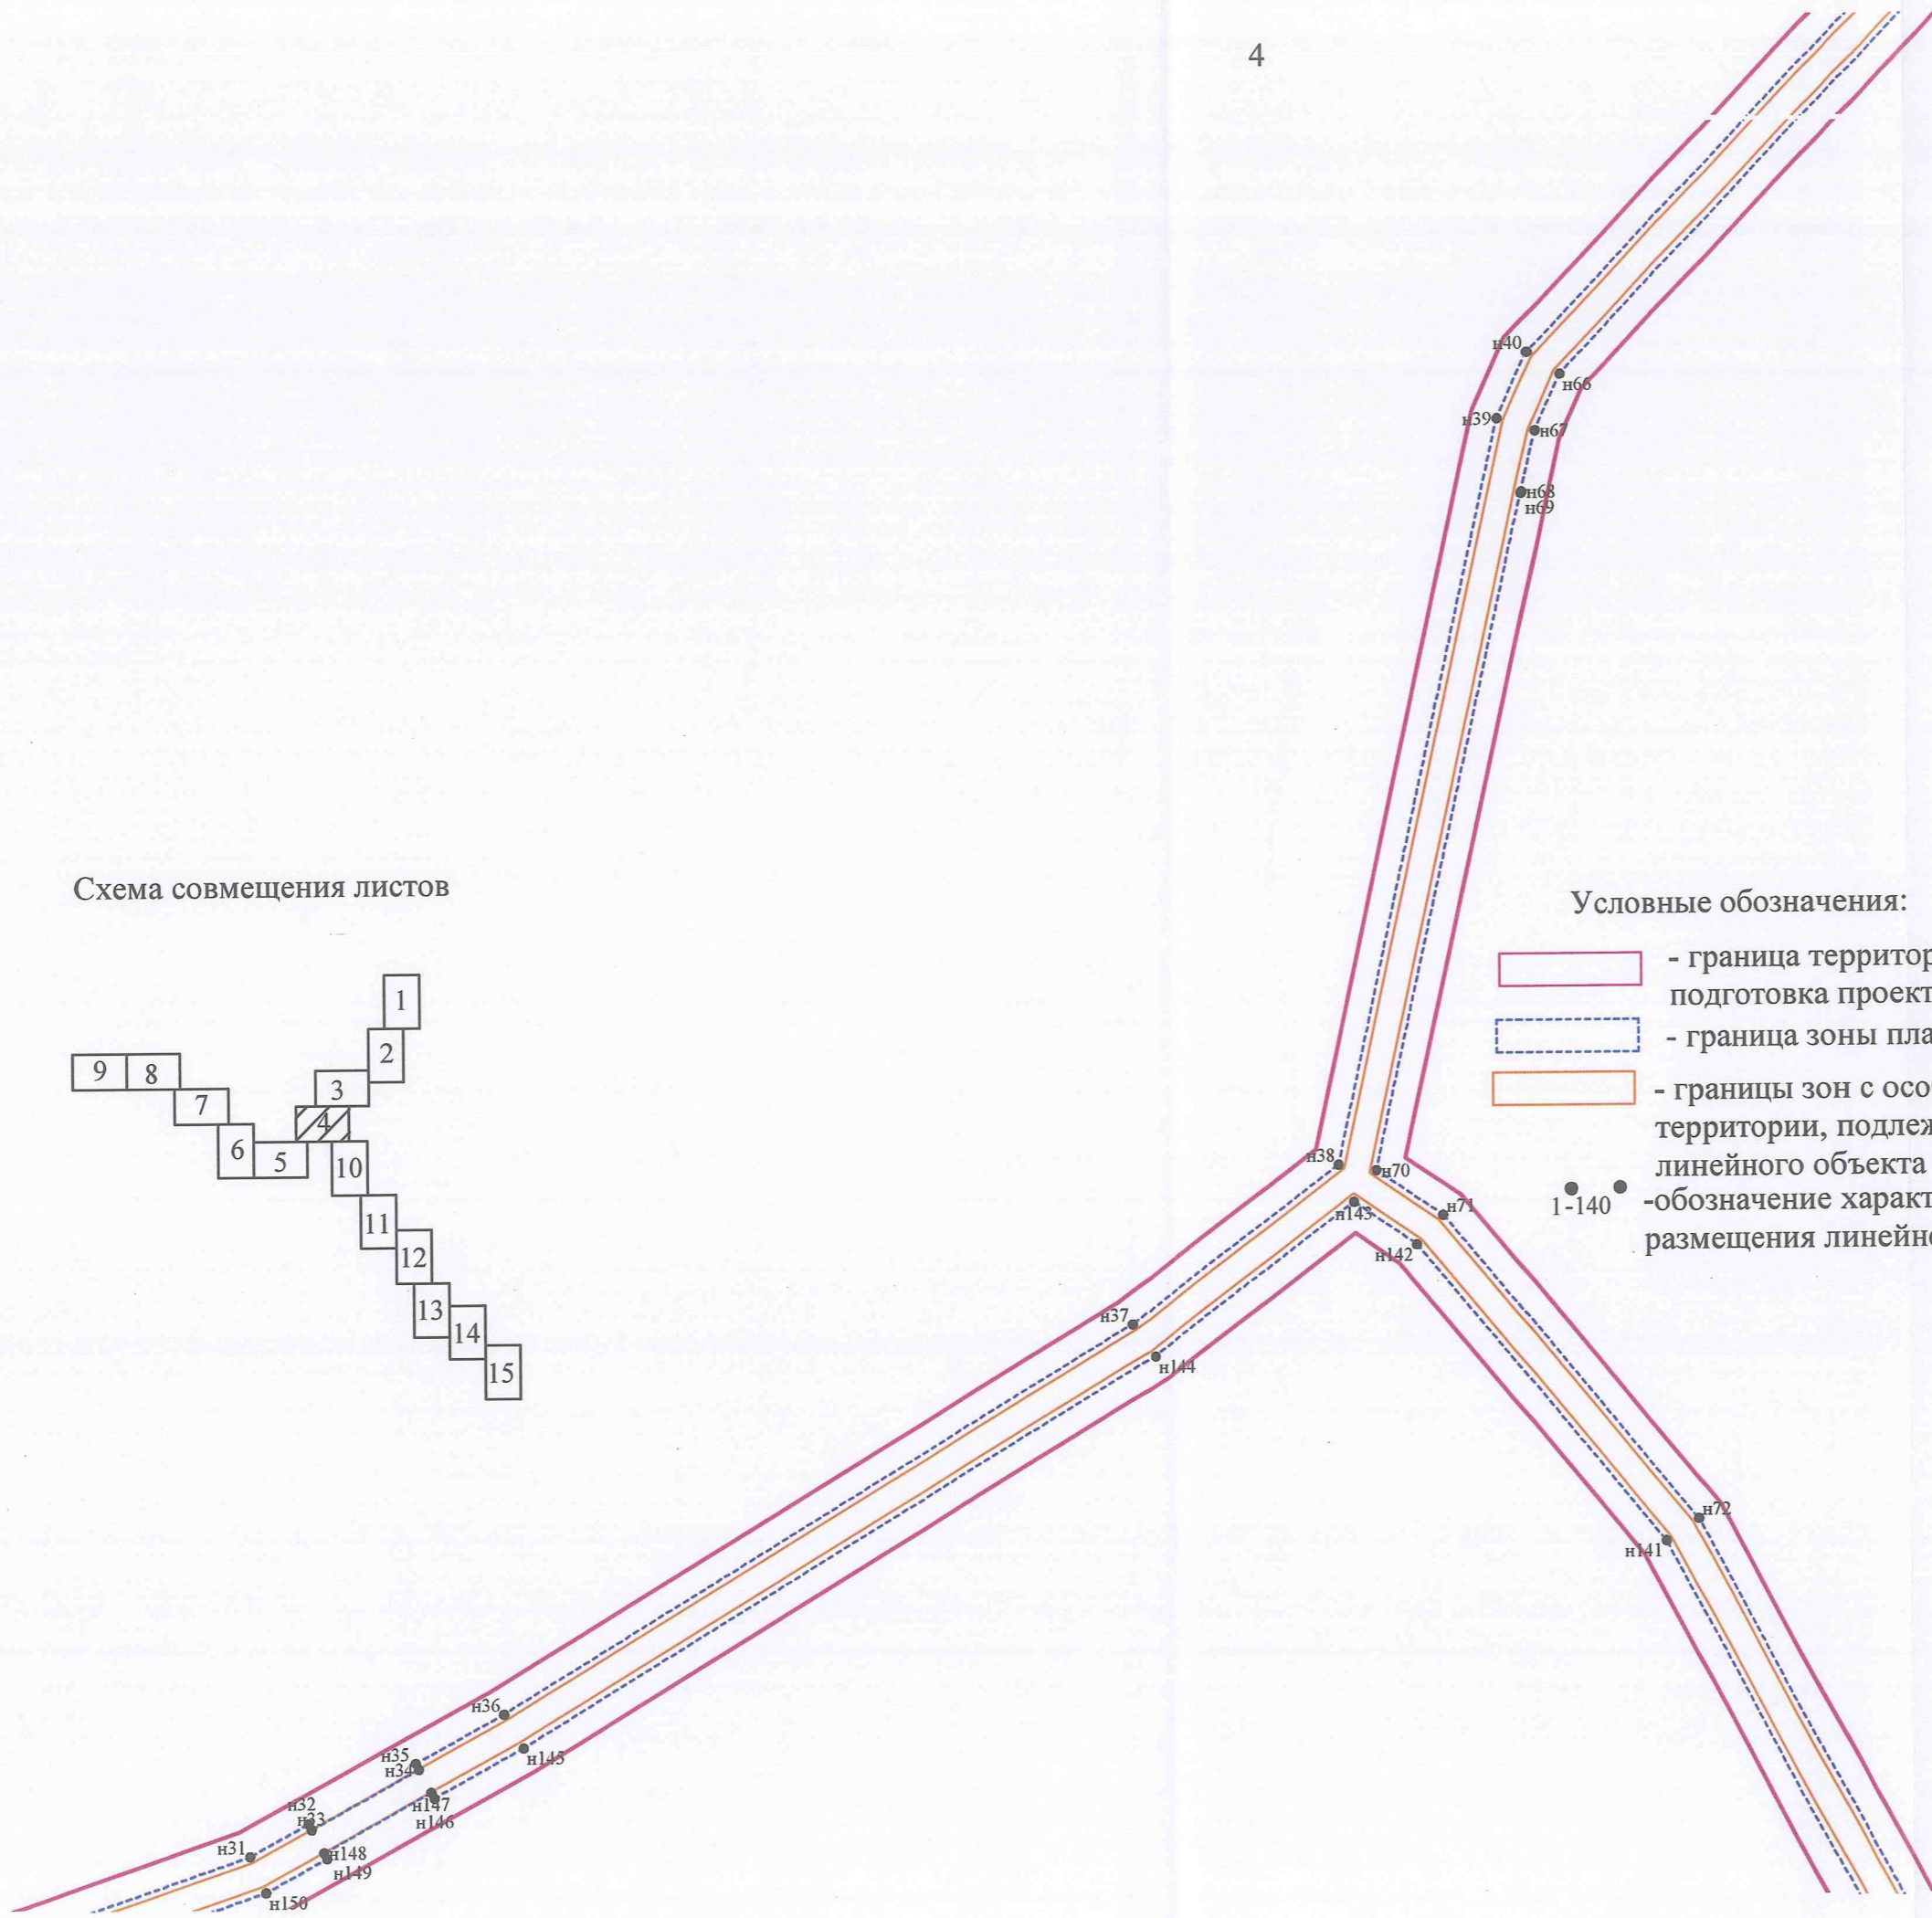 4
н40
н66
н39
н67
н68
н69
Схема совмещения листов
1
2
3
4
9 8
7
6
5
10
11
12
13
14
15
Условные обозначения:
- граница территор
подготовка проект
- граница зоны пла
- границы зон с осо
территории, подлеж
линейного объекта
1-140
-обозначение характ
размещения линейн
н38
н70
н71
н143
н142
н37
н144
н72
н141
н36
н35
н34
н145
н32
н33
н147
н146
н31
н148
н149
н150